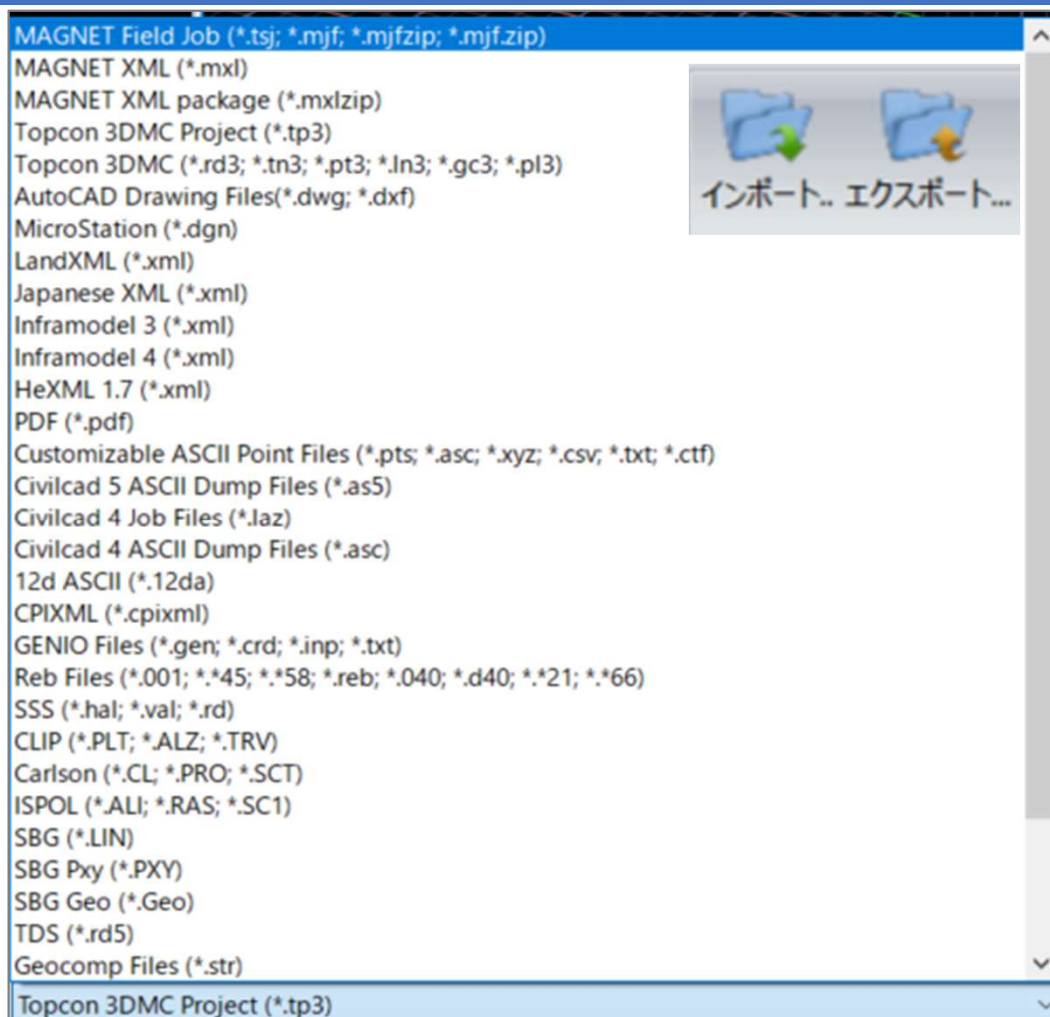 MAGNET Field Job (*.tsj; *.mjf; *.mjfzip; *.mjf.zip)
MAGNET XML (*.mxl)
MAGNET XML package (*.mxlzip)
Topcon 3DMC Project (*.tp3)
Topcon 3DMC (*.rd3; *.tn3; *.pt3; *.ln3; *.gc3; *.pl3)
AutoCAD Drawing Files(*.dwg; *.dxf)
MicroStation (*.dgn)
LandXML (*.xml)
Japanese XML (*.xml)
Inframodel 3 (*.xml)
Inframodel 4 (*.xml)
HeXML 1.7 (*.xml)
PDF (*.pdf)
Customizable ASCII Point Files (*.pts; *.asc; *.xyz; *.csv; *.txt; *.ctf)
Civilcad 5 ASCII Dump Files (*.as5)
Civilcad 4 Job Files (*.laz)
Civilcad 4 ASCII Dump Files (*.asc)
12d ASCII (*.12da)
CPIXML (*.cpixml)
GENIO Files (*.gen; *.crd; *.inp; *.txt)
Reb Files (*.001; *.*45; *.*58; *.reb; *.040; *.d40; *.*21; *.*66)
SSS (*.hal; *.val; *.rd)
CLIP (*.PLT; *.ALZ; *.TRV)
Carlson (*.CL; *.PRO; *.SCT)
ISPOL (*.ALI; *.RAS; *.SC1)
SBG (*.LIN)
SBG Pxy (*.PXY)
SBG Geo (*.Geo)
TDS (*.rd5)
Geocomp Files (*.str)
Topcon 3DMC Project (*.tp3)
インポート.. エクスポート...